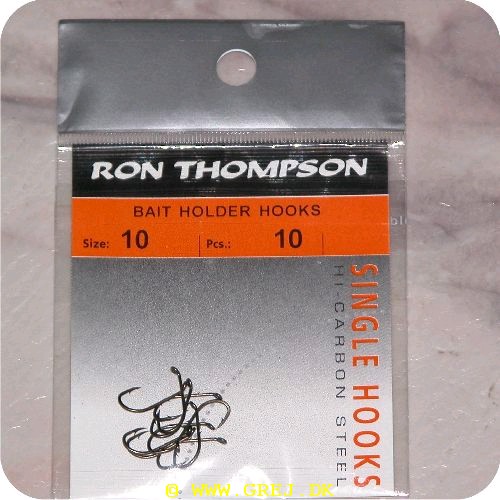 RON THOMPSON
BAIT HOLDER HOOKS
Size: 10 Pcs.: 10
SINGLE HOOKS
HI-CARBON STEEL
© WWW.GREJ.DK